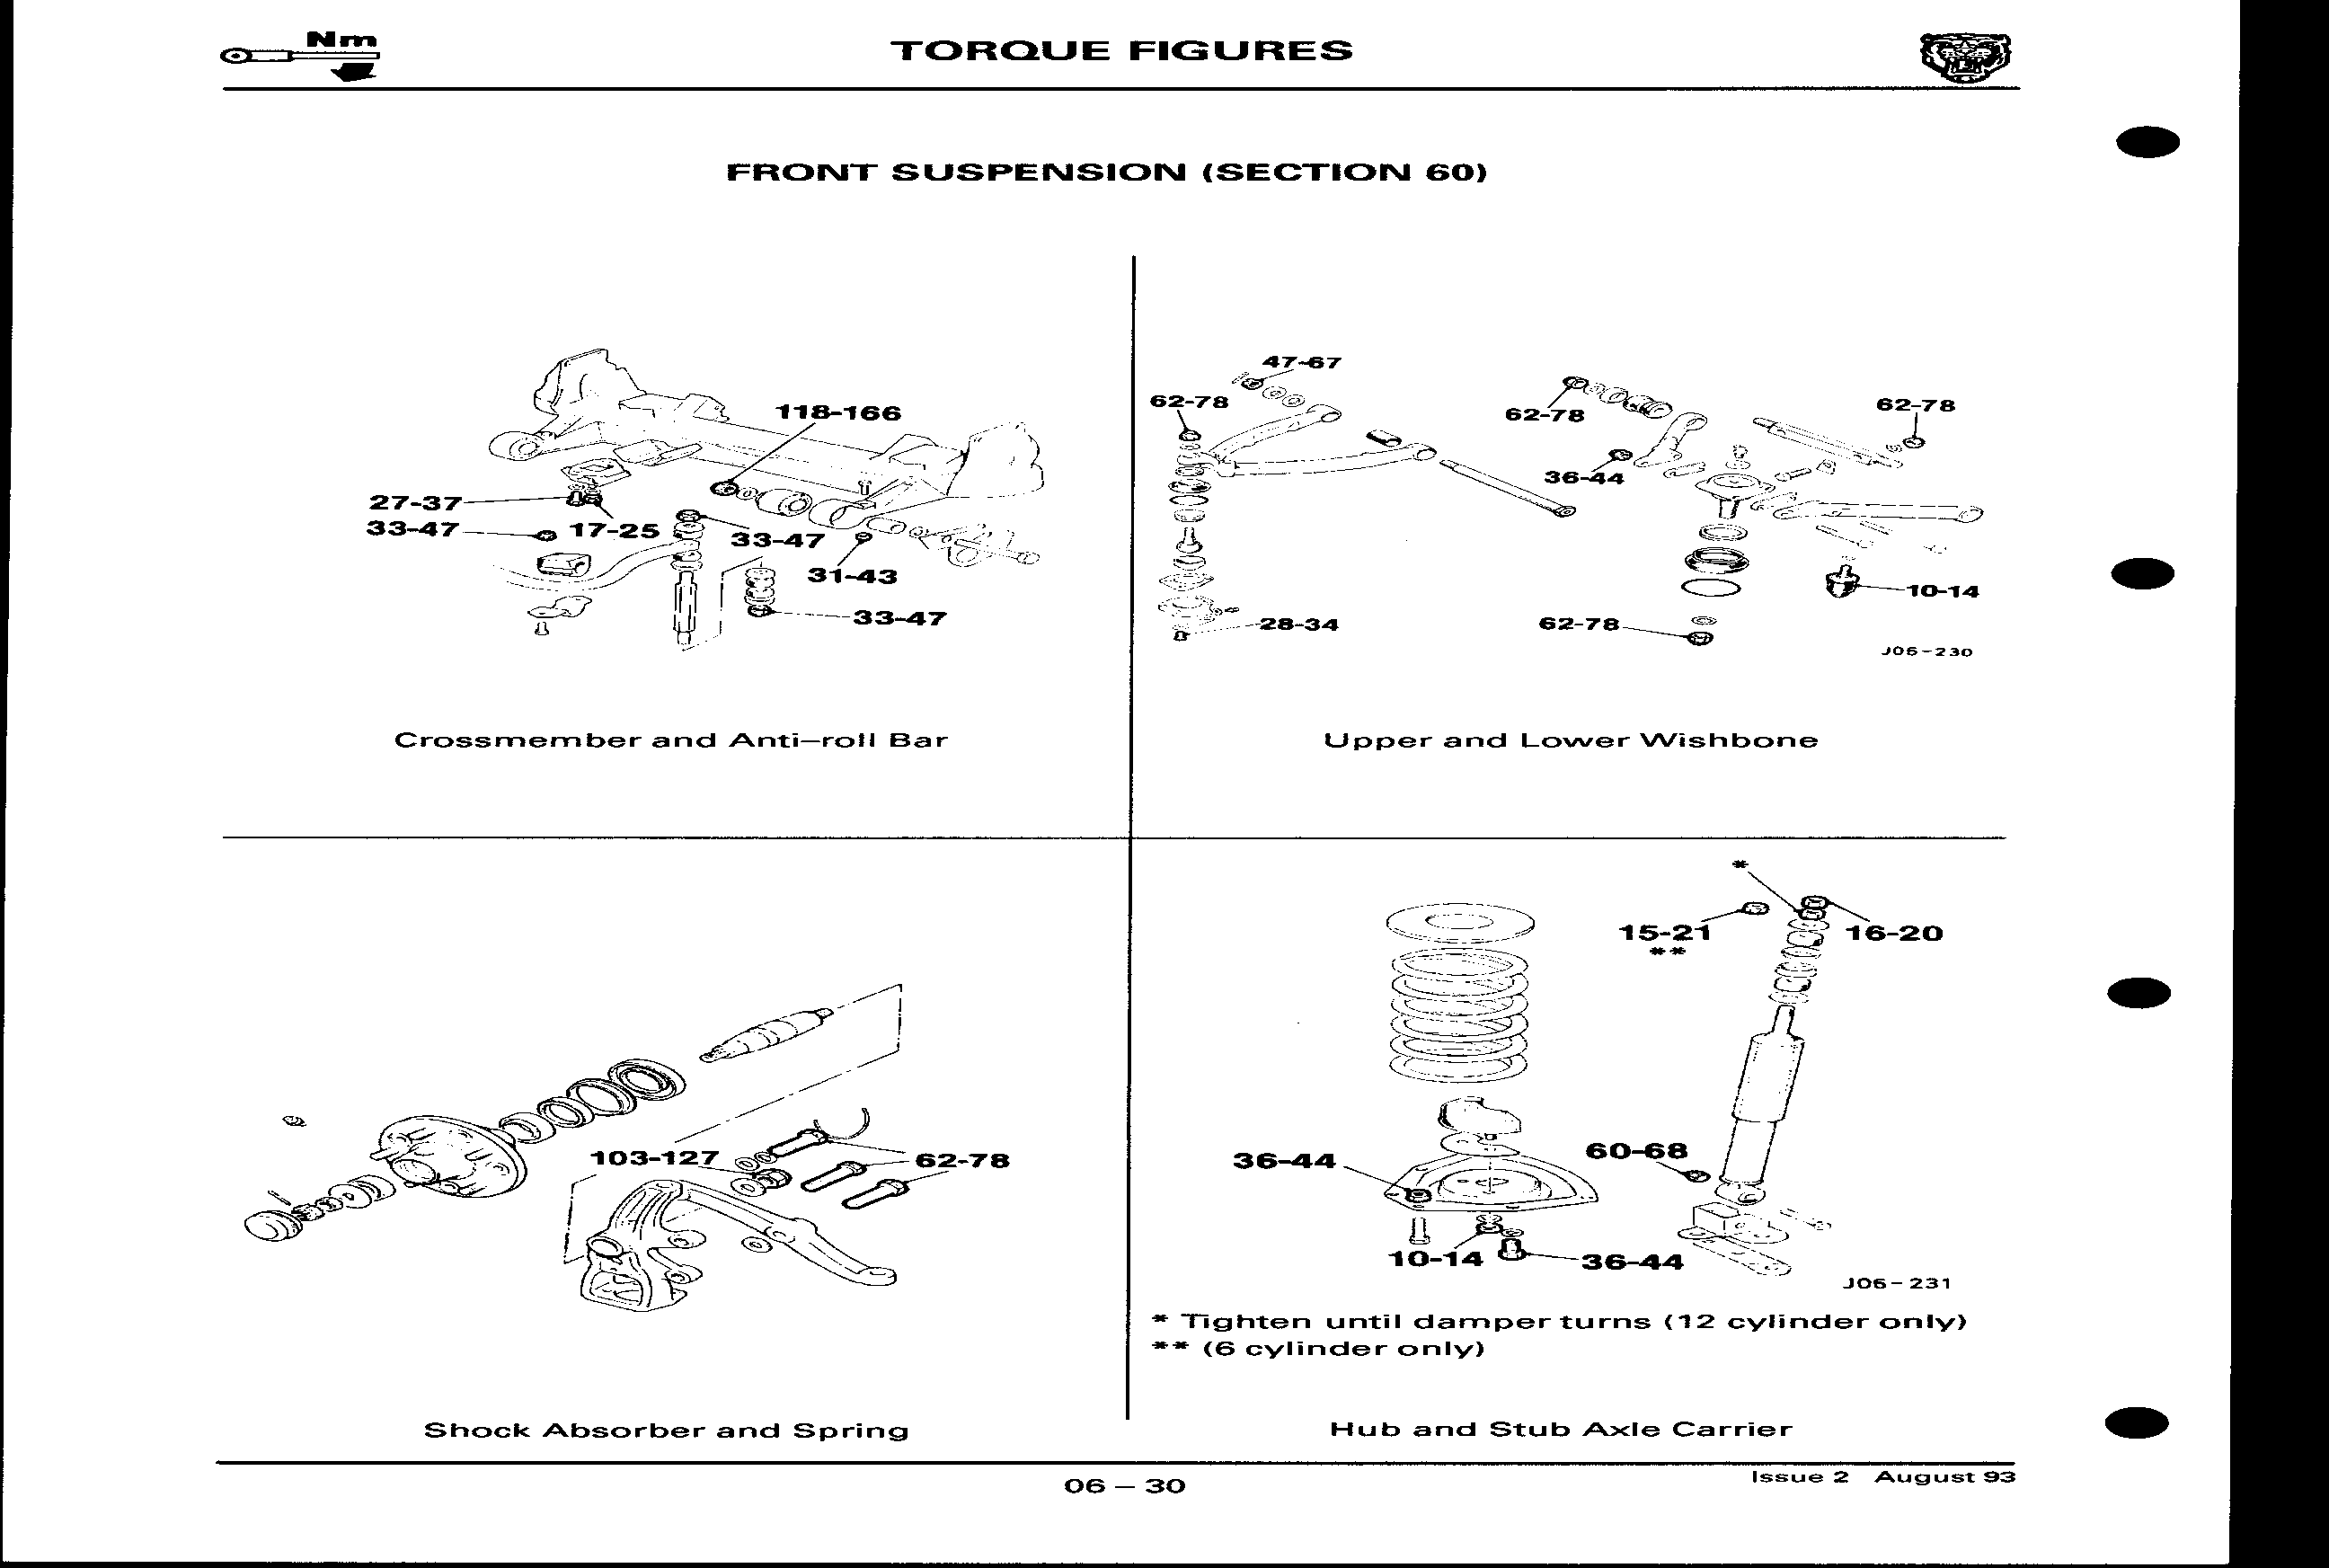 Nm
TORQUE FIGURES
FRONT SUSPENSION (SECTION 60)
118-166
27-37
33-47
17-25
33-47
31-43
33-47
Crossmember and Anti-roll Bar
47-67
62-78
62-78
62-78
36-44
10-14
28-34
62-78
J06-230
Upper and Lower Wishbone
103-127
62-78
Shock Absorber and Spring
*
15-21
**
16-20
36-44
60-68
10-14
36-44
J06-231
* Tighten until damper turns (12 cylinder only)
** (6 cylinder only)
Hub and Stub Axle Carrier
06 – 30
Issue 2 August 93